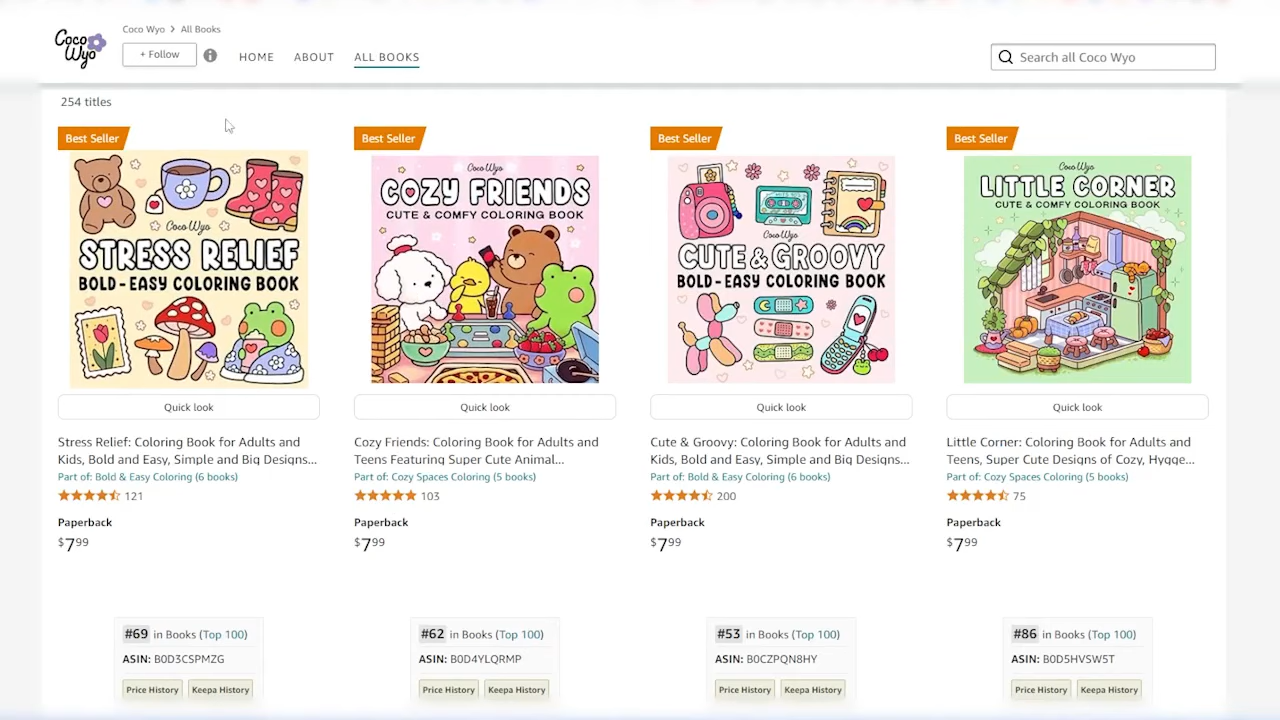 Coco Wyo
Coco Wyo > All Books
+ Follow
HOME
ABOUT
ALL BOOKS
Search all Coco Wyo
254 titles
Best Seller
Best Seller
Best Seller
Best Seller
Coco Wyo
STRESS RELIEF
BOLD-EASY COLORING BOOK
Coco Wyo
COZY FRIENDS
CUTE & COMFY COLORING BOOK
Coco Wyo
CUTE & GROOVY
BOLD-EASY COLORING BOOK
Coco Wyo
LITTLE CORNER
CUTE & COMFY COLORING BOOK
Quick look
Quick look
Quick look
Quick look
Stress Relief: Coloring Book for Adults and
Kids, Bold and Easy, Simple and Big Designs...
Part of: Bold & Easy Coloring (6 books)
121
Paperback
$7 99
Cozy Friends: Coloring Book for Adults and
Teens Featuring Super Cute Animal...
Part of: Cozy Spaces Coloring (5 books)
103
Paperback
$7 99
Cute & Groovy: Coloring Book for Adults and
Kids, Bold and Easy, Simple and Big Designs...
Part of: Bold & Easy Coloring (6 books)
200
Paperback
$7 99
Little Corner: Coloring Book for Adults and
Teens, Super Cute Designs of Cozy, Hygge...
Part of: Cozy Spaces Coloring (5 books)
75
Paperback
$7 99
#69 in Books (Top 100)
ASIN: B0D3CSPMZG
Price History
Keepa History
#62 in Books (Top 100)
ASIN: B0D4YLQRMP
Price History
Keepa History
#53 in Books (Top 100)
ASIN: B0CZPQN8HY
Price History
Keepa History
#86 in Books (Top 100)
ASIN: B0D5HVSW5T
Price History
Keepa History